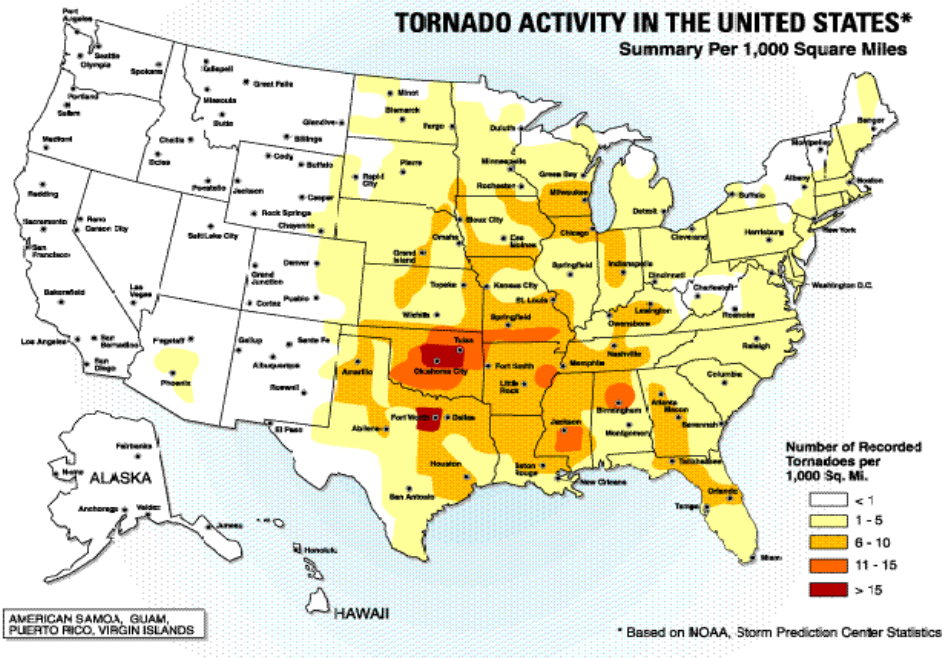 TORNADO ACTIVITY IN THE UNITED STATES*
Summary Per 1,000 Square Miles
Port
Angeles
Seattle
Olympia
Spokane
Kalispell
Great Falls
Portland
Salem
Missoula
Butte
Glendive
Minot
Bismarck
Fargo
Duluth
Bangor
Medford
Challis
Boise
Billings
Cody
Buffalo
Rapid
City
Pierre
Minneapolis
Green Bay
Montpelier
Redding
Pocatello
Jackson
Casper
Rochester
Milwaukee
Albany
Boston
Buffalo
Detroit
Sacramento
Reno
Carson City
Rock Springs
Cheyenne
Sioux City
Omaha
Des
Moines
Chicago
Cleveland
Harrisburg
New York
San
Francisco
Salt Lake City
Grand
Junction
Denver
Grand
Island
Springfield
Indianapolis
Cincinnati
Washington D.C.
Bakersfield
Las
Vegas
Cortez
Pueblo
Topeka
Kansas City
St. Louis
Charleston
Roanoke
Wichita
Springfield
Owensboro
Lexington
Los Angeles
San
Bernadino
San
Diego
Flagstaff
Phoenix
Gallup
Santa Fe
Albuquerque
Roswell
Amarillo
Tulsa
Oklahoma City
Fort Smith
Little
Rock
Memphis
Nashville
Raleigh
Columbia
El Paso
Abilene
Fort Worth
Dallas
Jackson
Birmingham
Montgomery
Atlanta
Macon
Savannah
Houston
San Antonio
Baton
Rouge
New Orleans
Tallahassee
Orlando
Tampa
Miami
Fairbanks
Nome
ALASKA
Anchorage
Valdez
Juneau
Honolulu
HAWAII
Number of Recorded
Tornadoes per
1,000 Sq. Mi.
< 1
1 - 5
6 - 10
11 - 15
> 15
AMERICAN SAMOA, GUAM,
PUERTO RICO, VIRGIN ISLANDS
* Based on NOAA, Storm Prediction Center Statistics